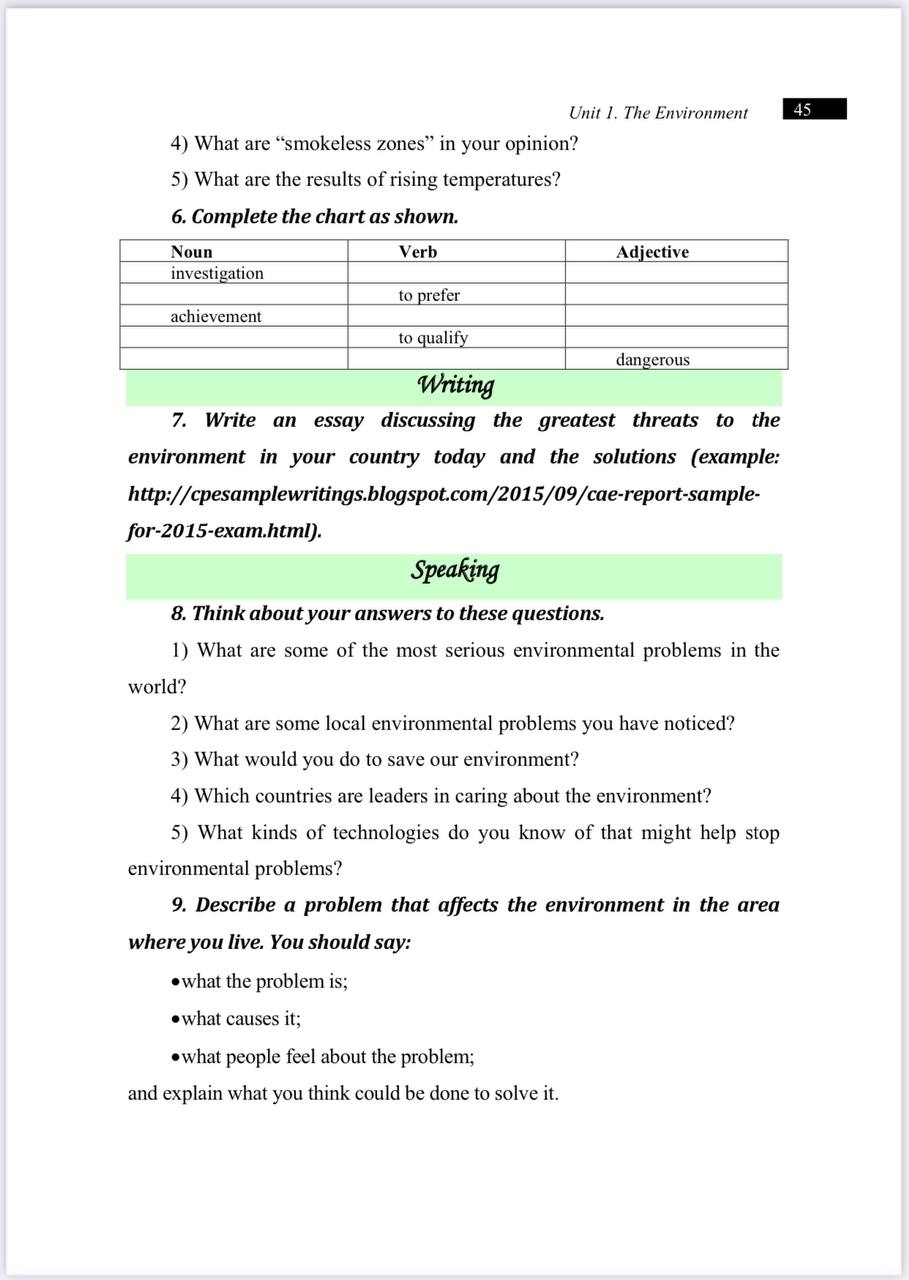 Unit 1. The Environment 45
4) What are “smokeless zones” in your opinion?
5) What are the results of rising temperatures?
6. Complete the chart as shown.
Noun Verb Adjective
investigation
to prefer
achievement
to qualify
dangerous
Writing
7. Write an essay discussing the greatest threats to the
environment in your country today and the solutions (example:
http://cpesamplewritings.blogspot.com/2015/09/cae-report-sample-
for-2015-exam.html).
Speaking
8. Think about your answers to these questions.
1) What are some of the most serious environmental problems in the
world?
2) What are some local environmental problems you have noticed?
3) What would you do to save our environment?
4) Which countries are leaders in caring about the environment?
5) What kinds of technologies do you know of that might help stop
environmental problems?
9. Describe a problem that affects the environment in the area
where you live. You should say:
•what the problem is;
•what causes it;
•what people feel about the problem;
and explain what you think could be done to solve it.